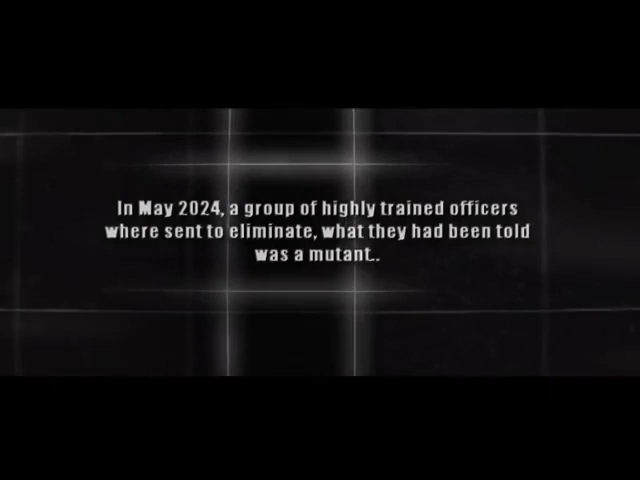 In May 2024, a group of highly trained officers
where sent to eliminate, what they had been told
was a mutant..